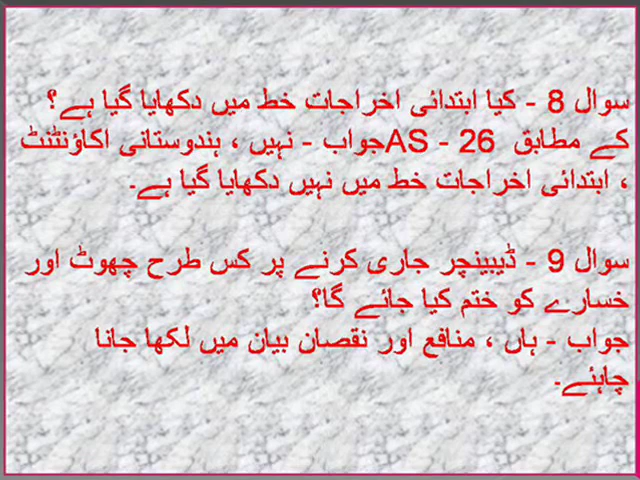 سوال 8 - کیا ابتدائی اخراجات خط میں دکھایا گیا ہے؟
کے مطابق AS - 26جواب - نہیں ، ہندوستانی اکاؤنٹنٹ
، ابتدائی اخراجات خط میں نہیں دکھایا گیا ہے۔
سوال 9 - ڈیبینچر جاری کرنے پر کس طرح چھوٹ اور
خسارے کو ختم کیا جائے گا؟
جواب - ہاں ، منافع اور نقصان بیان میں لکھا جانا
چاہئے۔